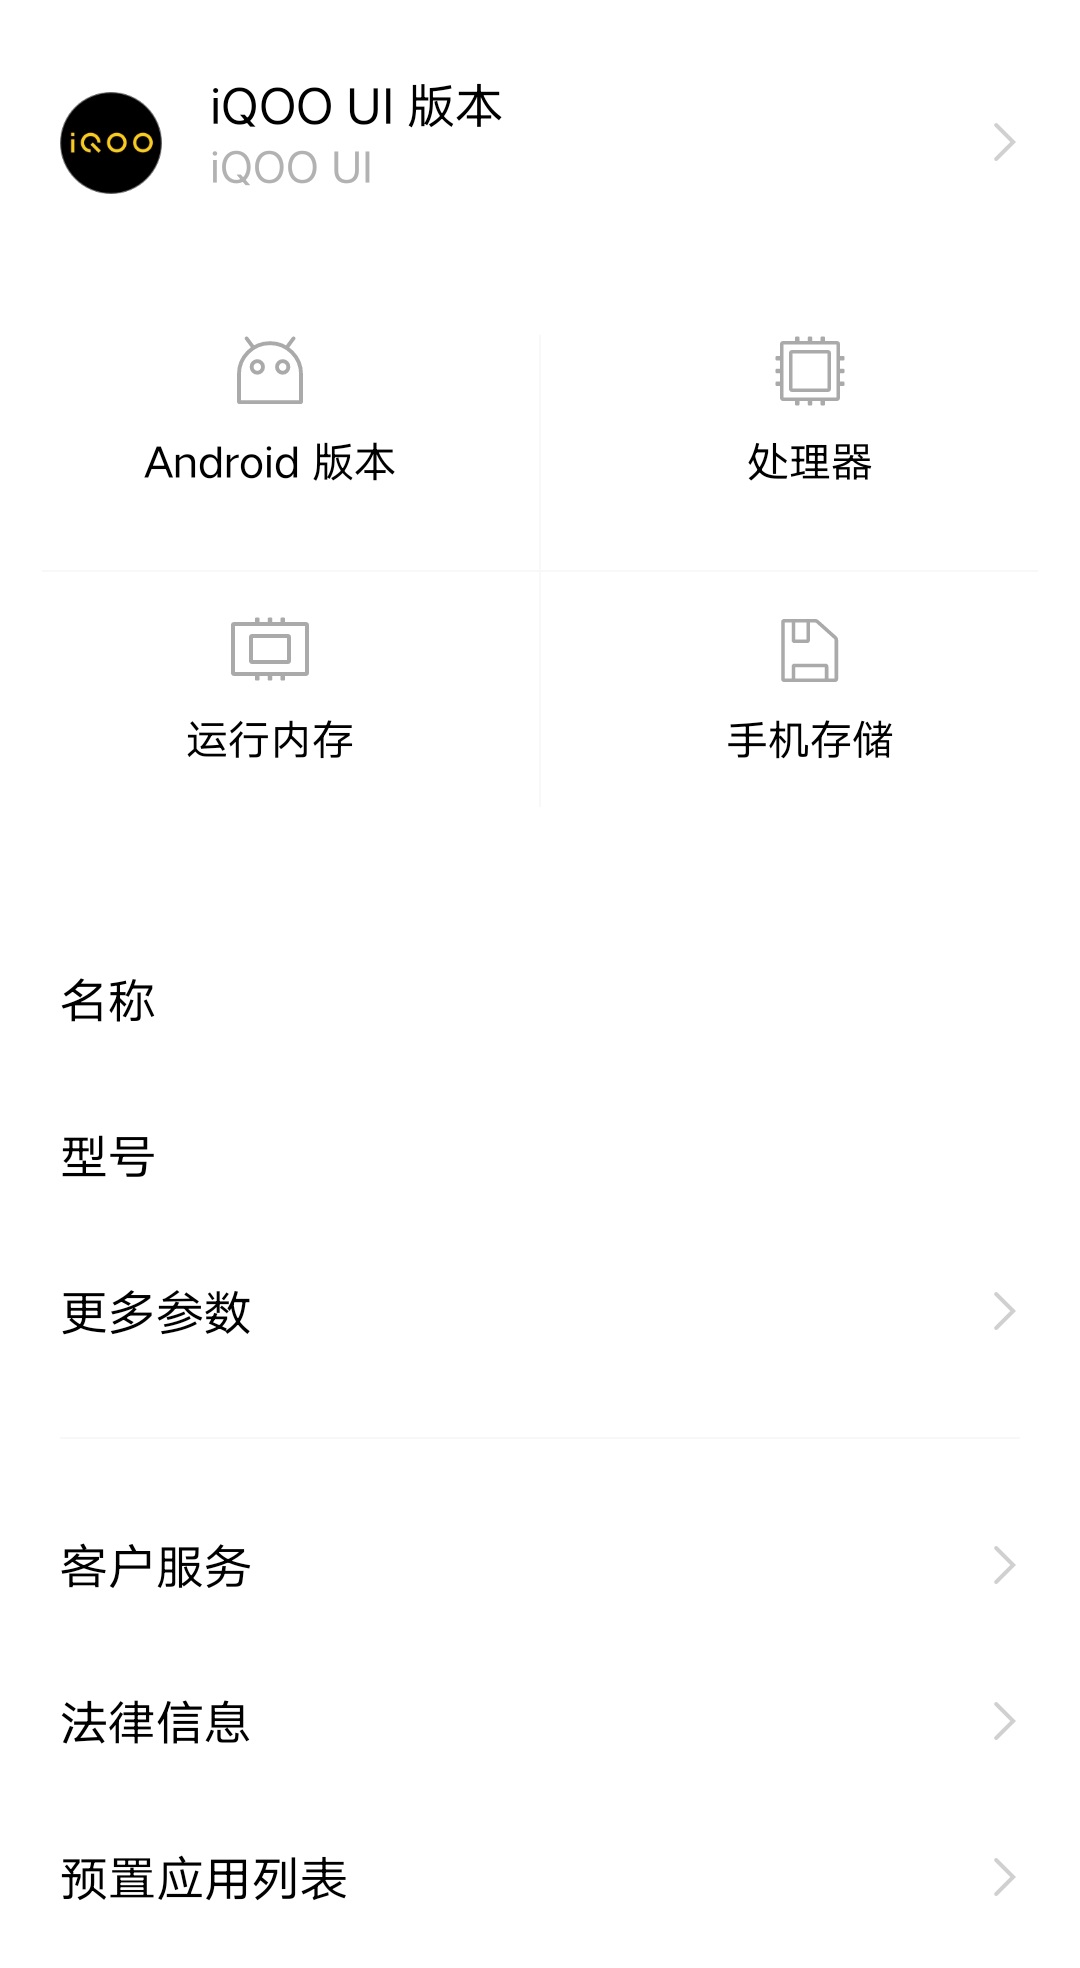 iQOO
iQOO UI 版本
iQOO UI
Android 版本
处理器
运行内存
手机存储
名称
型号
更多参数
客户服务
法律信息
预置应用列表